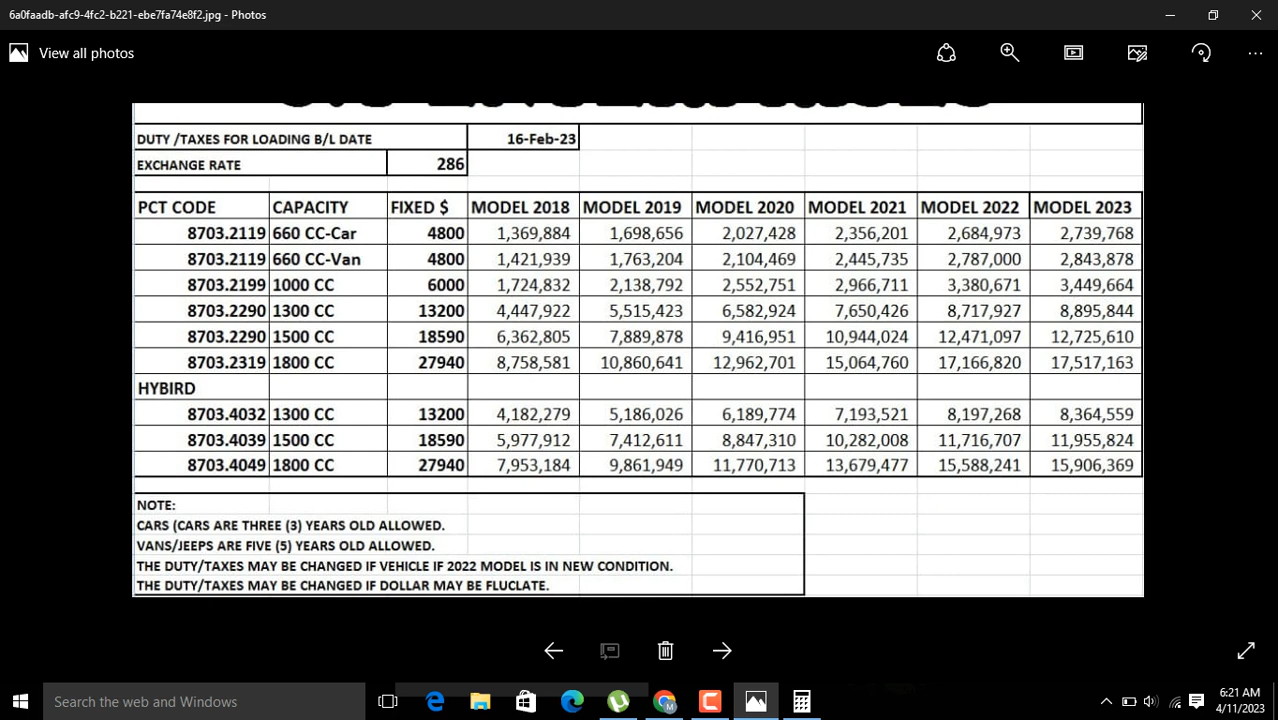 6a0faadb-afc9-4fc2-b221-ebe7fa74e8f2.jpg - Photos
View all photos
DUTY /TAXES FOR LOADING B/L DATE 16-Feb-23
EXCHANGE RATE 286
PCT CODE CAPACITY FIXED $ MODEL 2018 MODEL 2019 MODEL 2020 MODEL 2021 MODEL 2022 MODEL 2023
8703.2119 660 CC-Car 4800 1,369,884 1,698,656 2,027,428 2,356,201 2,684,973 2,739,768
8703.2119 660 CC-Van 4800 1,421,939 1,763,204 2,104,469 2,445,735 2,787,000 2,843,878
8703.2199 1000 CC 6000 1,724,832 2,138,792 2,552,751 2,966,711 3,380,671 3,449,664
8703.2290 1300 CC 13200 4,447,922 5,515,423 6,582,924 7,650,426 8,717,927 8,895,844
8703.2290 1500 CC 18590 6,362,805 7,889,878 9,416,951 10,944,024 12,471,097 12,725,610
8703.2319 1800 CC 27940 8,758,581 10,860,641 12,962,701 15,064,760 17,166,820 17,517,163
HYBIRD
8703.4032 1300 CC 13200 4,182,279 5,186,026 6,189,774 7,193,521 8,197,268 8,364,559
8703.4039 1500 CC 18590 5,977,912 7,412,611 8,847,310 10,282,008 11,716,707 11,955,824
8703.4049 1800 CC 27940 7,953,184 9,861,949 11,770,713 13,679,477 15,588,241 15,906,369
NOTE:
CARS (CARS ARE THREE (3) YEARS OLD ALLOWED.
VANS/JEEPS ARE FIVE (5) YEARS OLD ALLOWED.
THE DUTY/TAXES MAY BE CHANGED IF VEHICLE IF 2022 MODEL IS IN NEW CONDITION.
THE DUTY/TAXES MAY BE CHANGED IF DOLLAR MAY BE FLUCLATE.
Search the web and Windows
6:21 AM
4/11/2023